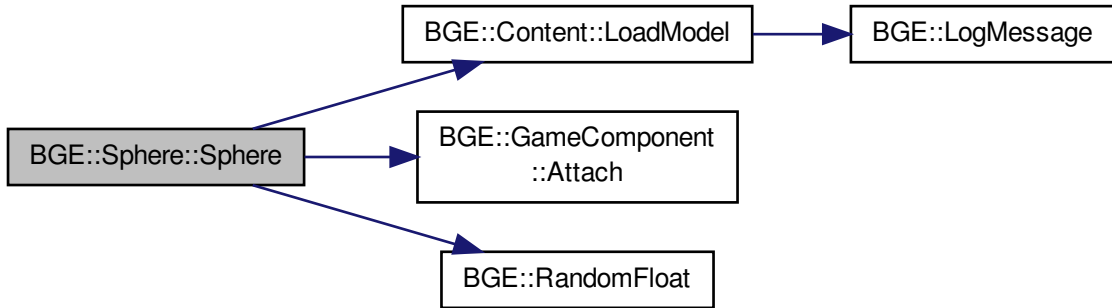 BGE::Content::LoadModel
BGE::LogMessage
BGE::Sphere::Sphere
BGE::GameComponent
::Attach
BGE::RandomFloat